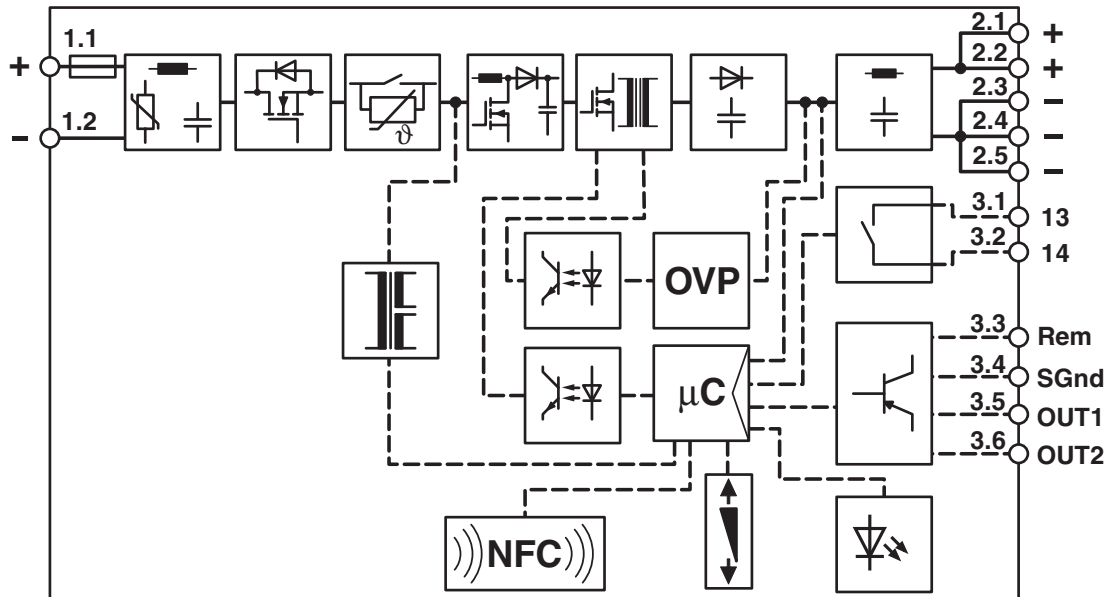 + 1.1
- 1.2
2.1 +
2.2 +
2.3 -
2.4 -
2.5 -
3.1 13
3.2 14
ϑ
OVP
µC
3.3 Rem
3.4 SGnd
3.5 OUT1
3.6 OUT2
NFC